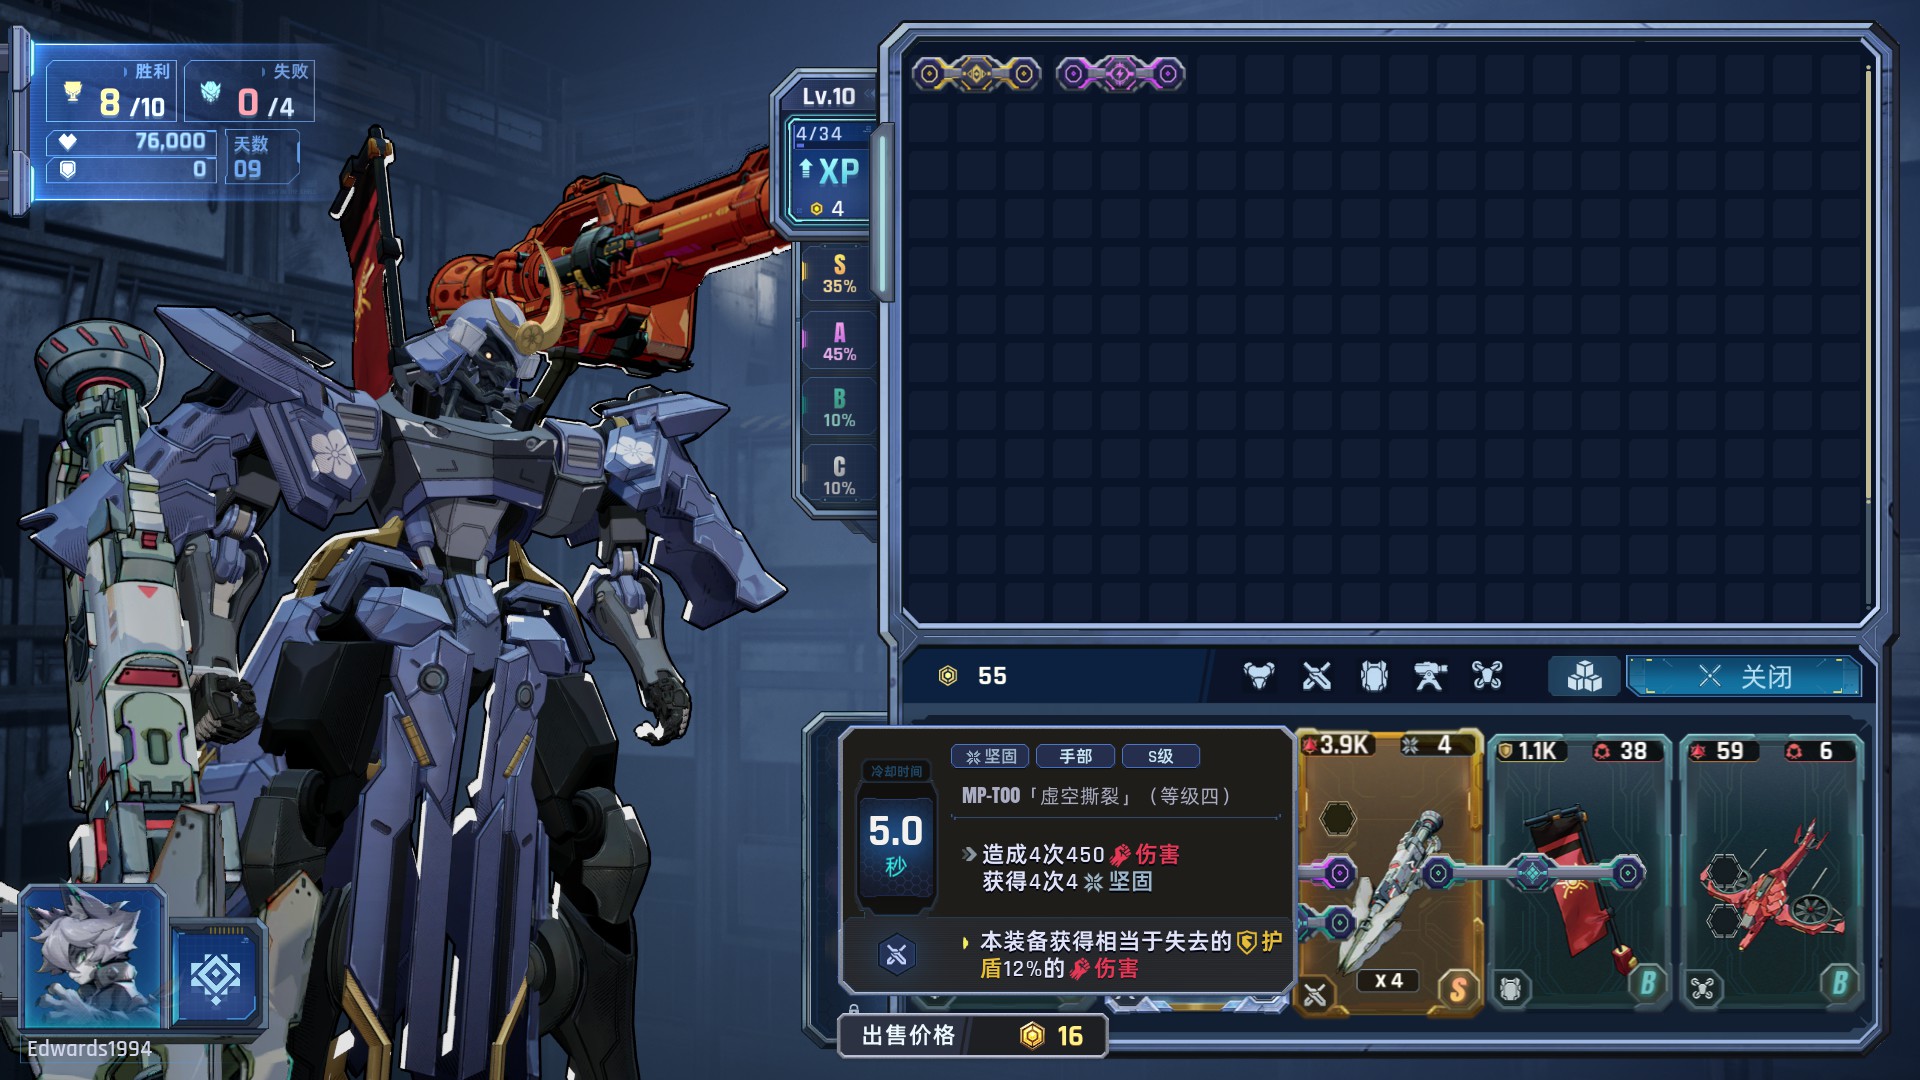 胜利
8 /10
失败
0 /4
76,000
0
天数
09
Lv.10
4/34
XP
4
S
35%
A
45%
B
10%
C
10%
55
关闭
坚固
手部
S级
冷却时间
5.0
秒
MP-T00「虚空撕裂」（等级四）
造成4次450伤害
获得4次4坚固
本装备获得相当于失去的护
盾12%的伤害
出售价格
16
3.9K
4
x4
S
1.1K
38
B
59
6
B
Edwards1994